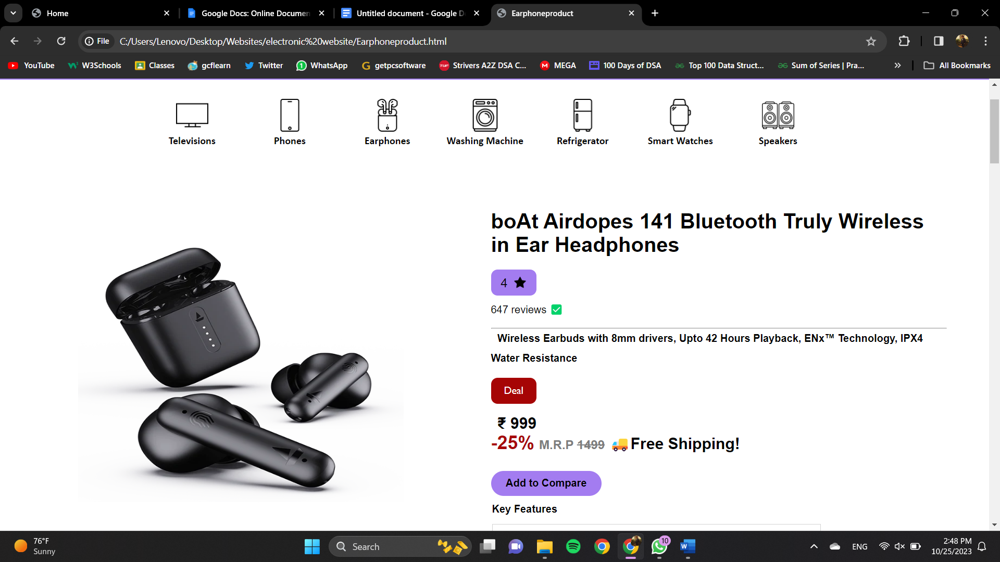 Home
Google Docs: Online Documen
Untitled document - Google D
Earphoneproduct
File
C:/Users/Lenovo/Desktop/Websites/electronic%20website/Earphoneproduct.html
YouTube
W3Schools
Classes
gcflearn
Twitter
1
WhatsApp
G
getpcsoftware
TUF
Strivers A2Z DSA C...
M
MEGA
100 Days of DSA
Top 100 Data Struct...
Sum of Series | Pra...
All Bookmarks
Televisions
Phones
Earphones
Washing Machine
Refrigerator
Smart Watches
Speakers
boAt Airdopes 141 Bluetooth Truly Wireless
in Ear Headphones
4
647 reviews ✅
Wireless Earbuds with 8mm drivers, Upto 42 Hours Playback, ENx™ Technology, IPX4
Water Resistance
Deal
₹ 999
-25% M.R.P 1499 🚚Free Shipping!
Add to Compare
Key Features
76°F
Sunny
Search
10
W
ENG
2:48 PM
10/25/2023